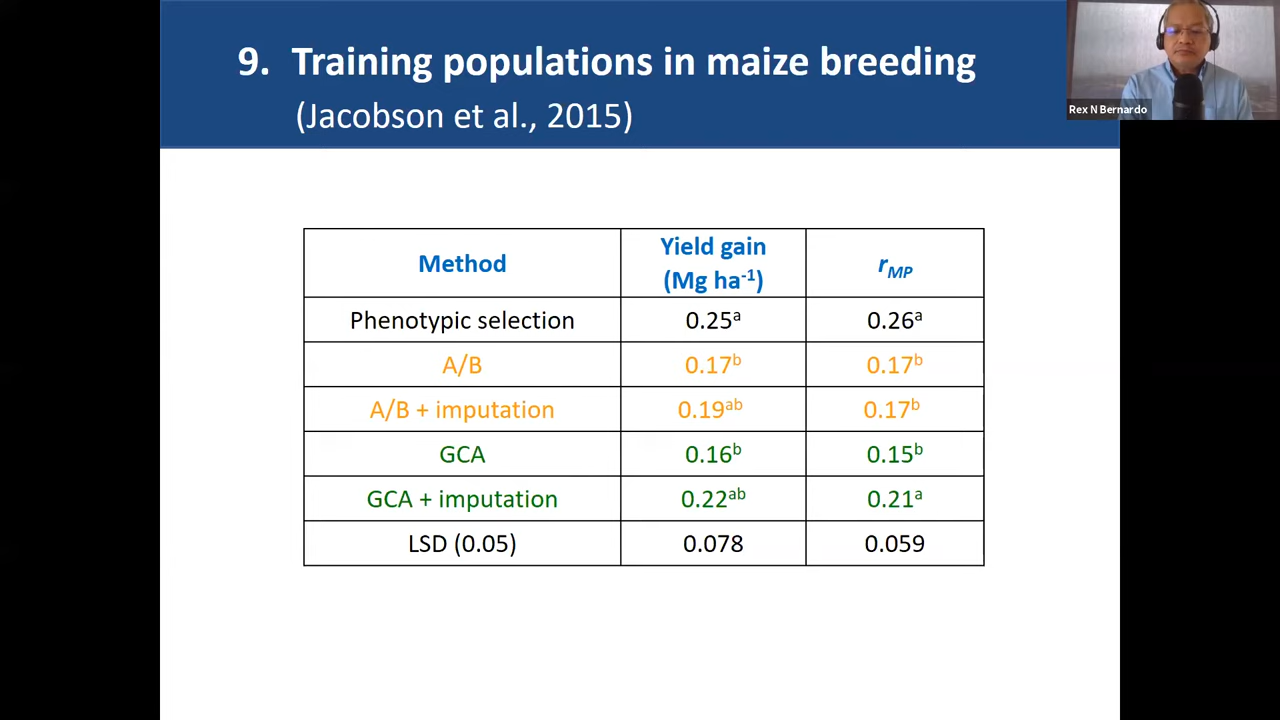 9. Training populations in maize breeding
(Jacobson et al., 2015)
Rex N Bernardo
Method
Yield gain
(Mg ha-1)
rMP
Phenotypic selection 0.25a 0.26a
A/B 0.17b 0.17b
A/B + imputation 0.19ab 0.17b
GCA 0.16b 0.15b
GCA + imputation 0.22ab 0.21a
LSD (0.05) 0.078 0.059